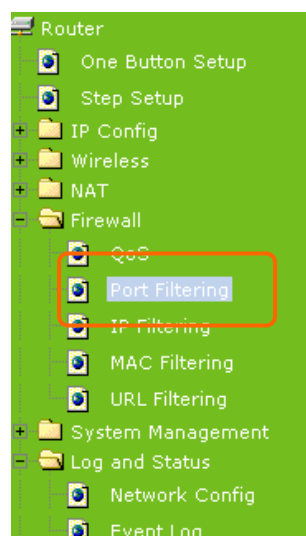 Router
One Button Setup
Step Setup
IP Config
Wireless
NAT
Firewall
QoS
Port Filtering
IP Filtering
MAC Filtering
URL Filtering
System Management
Log and Status
Network Config
Event Log